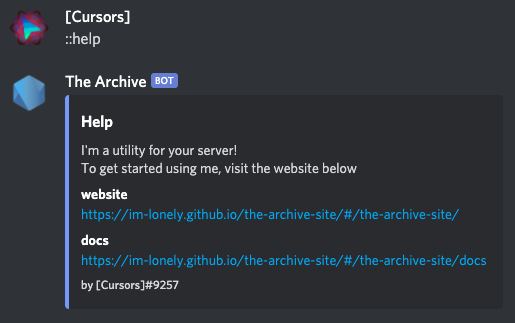 [Cursors]
::help
The Archive BOT
Help
I'm a utility for your server!
To get started using me, visit the website below
website
https://im-lonely.github.io/the-archive-site/#/the-archive-site/
docs
https://im-lonely.github.io/the-archive-site/#/the-archive-site/docs
by [Cursors]#9257